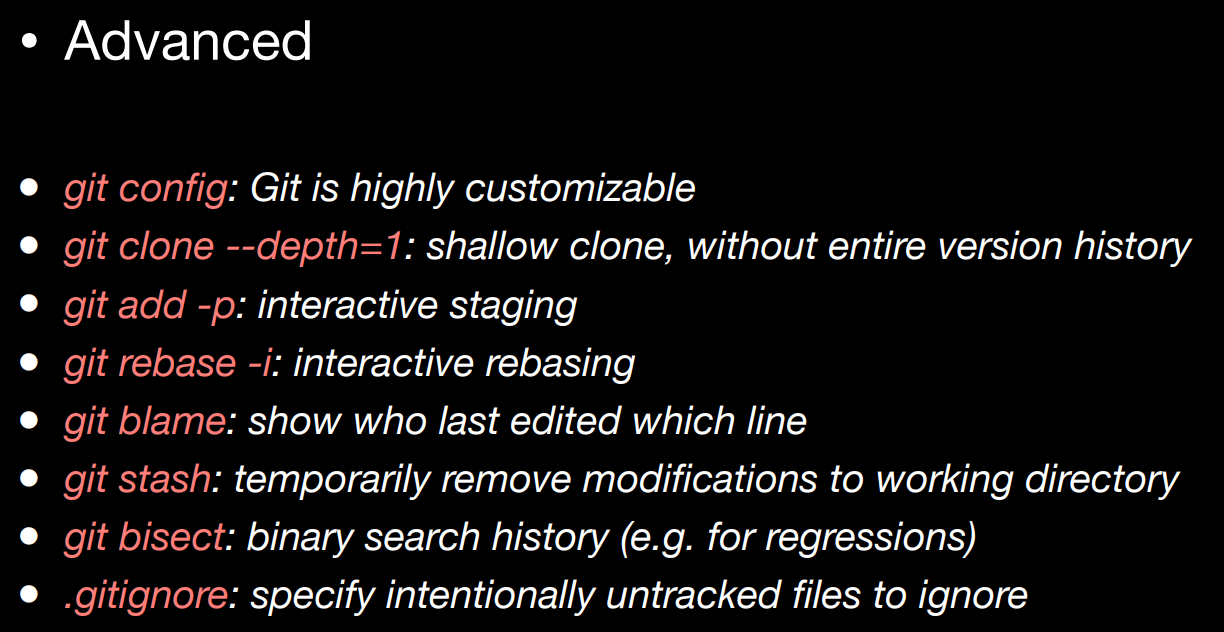 • Advanced
• git config: Git is highly customizable
• git clone --depth=1: shallow clone, without entire version history
• git add -p: interactive staging
• git rebase -i: interactive rebasing
• git blame: show who last edited which line
• git stash: temporarily remove modifications to working directory
• git bisect: binary search history (e.g. for regressions)
• .gitignore: specify intentionally untracked files to ignore